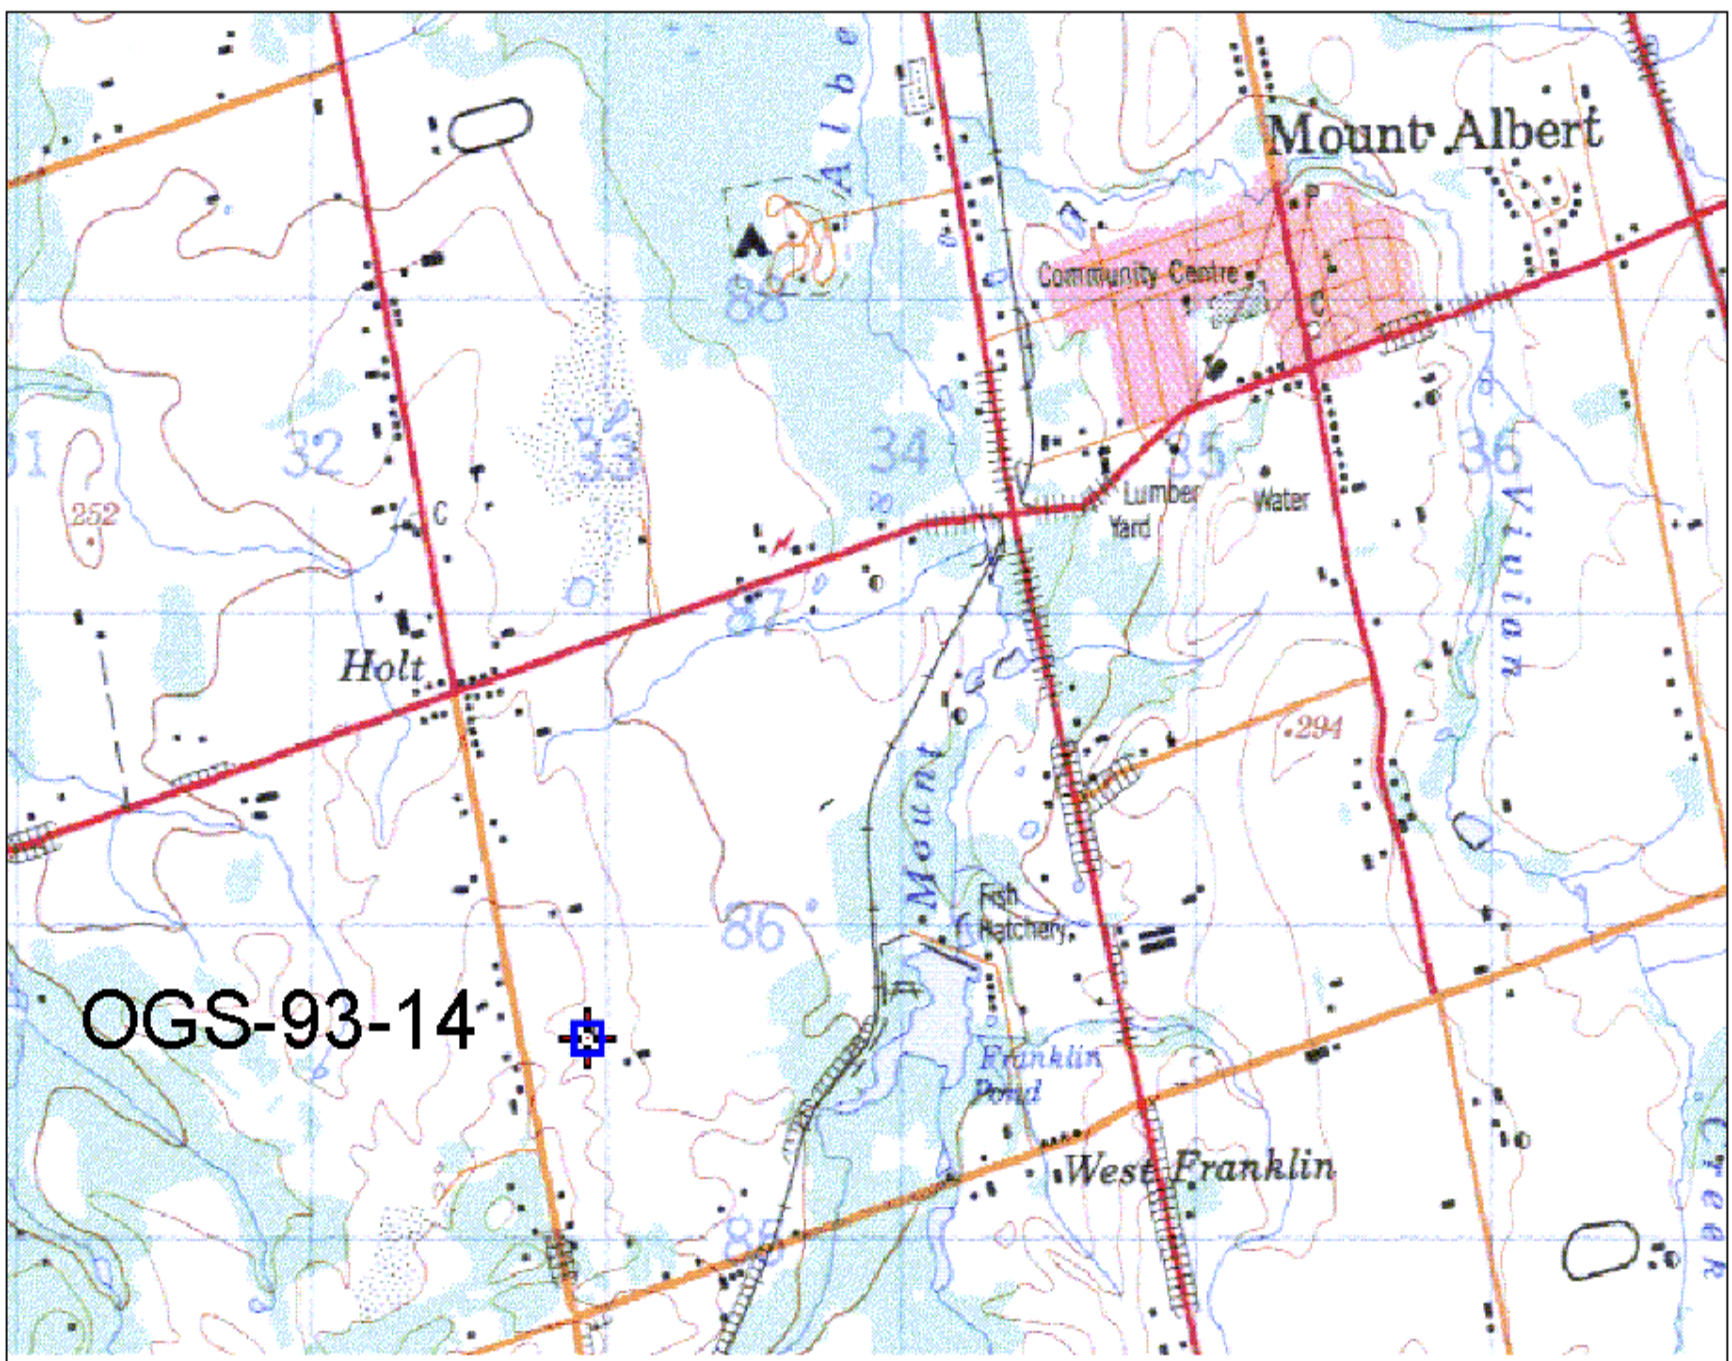 Albe
Mount Albert
P
Community Centre
88
C
31
32
33
34
35
36
252
C
Lumber
Yard
Water
Vivian
87
Holt
294
Mount
Fish
Hatchery
86
OGS-93-14
Franklin
Pond
West Franklin
Creek
85